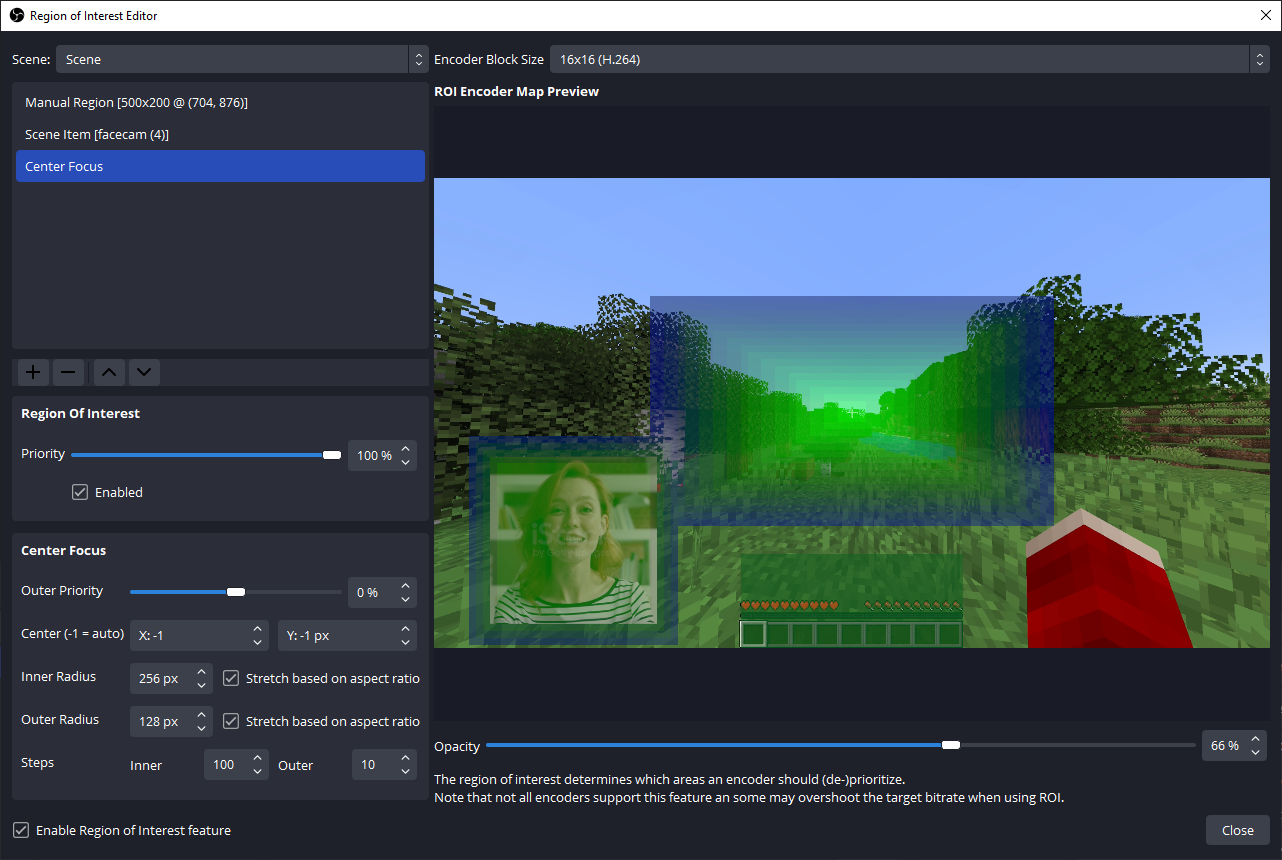 Region of Interest Editor
Scene: Scene
Encoder Block Size 16x16 (H.264)
Manual Region [500x200 @ (704, 876)]
Scene Item [facecam (4)]
Center Focus
ROI Encoder Map Preview
Region Of Interest
Priority 100 %
Enabled
Center Focus
Outer Priority 0 %
Center (-1 = auto) X: -1 Y: -1 px
Inner Radius 256 px Stretch based on aspect ratio
Outer Radius 128 px Stretch based on aspect ratio
Steps Inner 100 Outer 10
Opacity 66 %
The region of interest determines which areas an encoder should (de-)prioritize.
Note that not all encoders support this feature an some may overshoot the target bitrate when using ROI.
Enable Region of Interest feature
Close